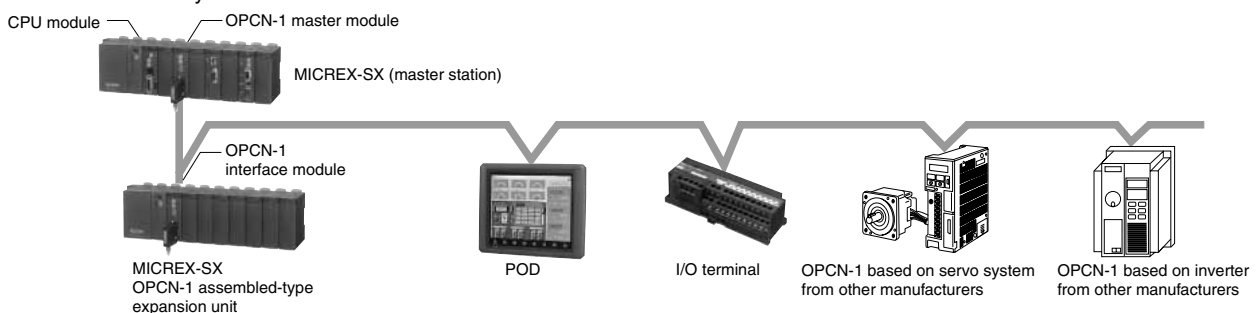 CPU module
OPCN-1 master module
MICREX-SX (master station)
OPCN-1
interface module
MICREX-SX
OPCN-1 assembled-type
expansion unit
POD
I/O terminal
OPCN-1 based on servo system
from other manufacturers
OPCN-1 based on inverter
from other manufacturers